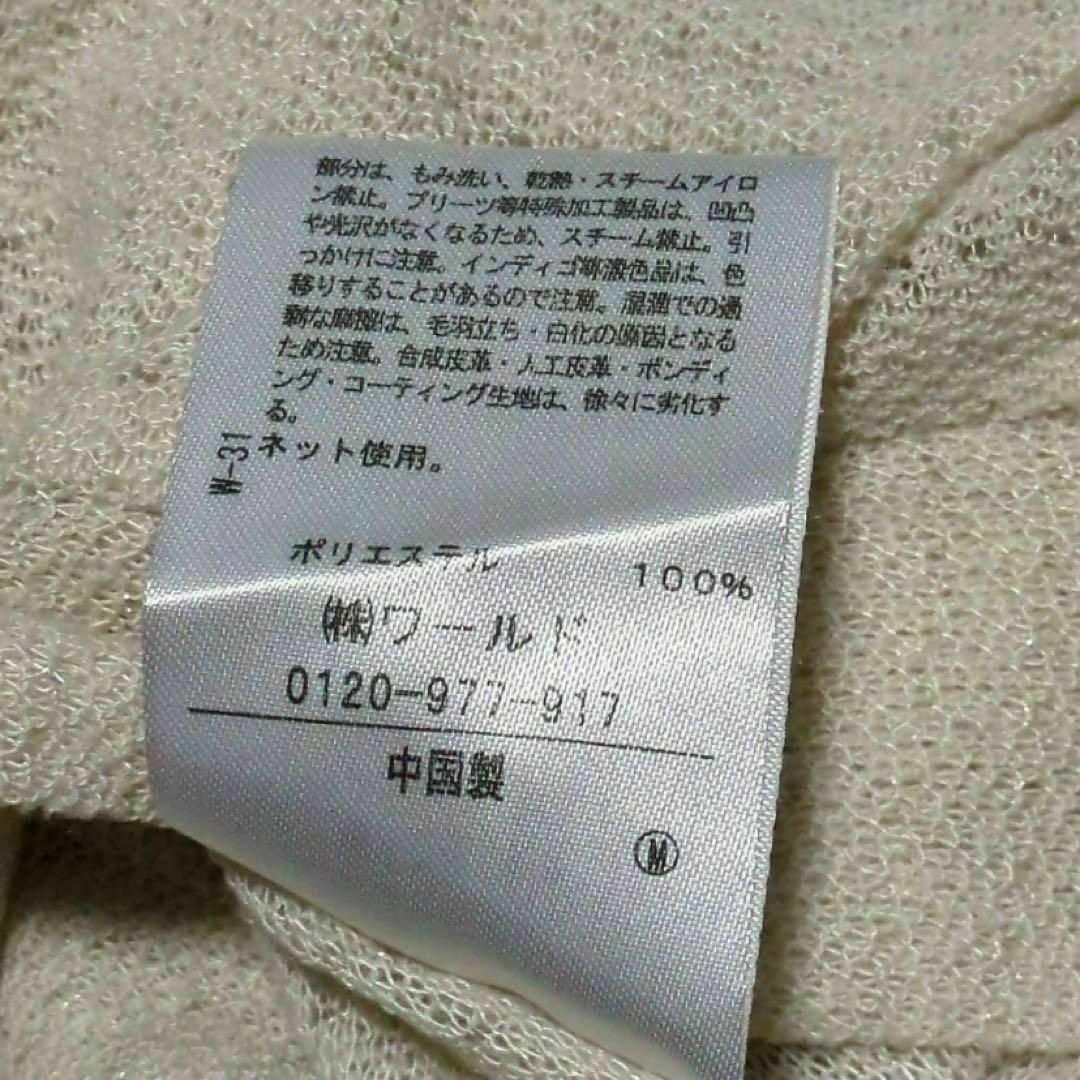 部分は、もみ洗い、乾熱・スチームアイロ
ン禁止。プリーツ等特殊加工製品は、凹凸
や光沢がなくなるため、スチーム禁止。引
っかけに注意。インディゴ等濃色品は、色
移りすることがあるので注意。湿潤での過
剰な摩擦は、毛羽立ち・白化の原因となる
ため注意。合成皮革・人工皮革・ボンディ
ング・コーティング生地は、徐々に劣化す
る。
W-31
ネット使用。
ポリエステル 100%
(株)ワールド
0120-977-917
中国製
M